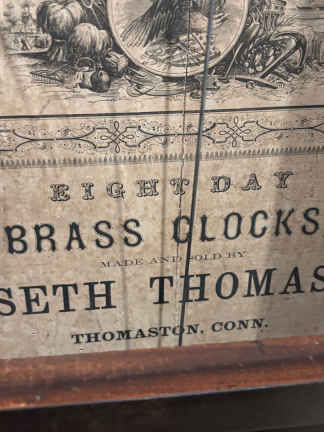 EIGHT DAY
BRASS CLOCKS
MADE AND SOLD BY
SETH THOMAS
THOMASTON, CONN.